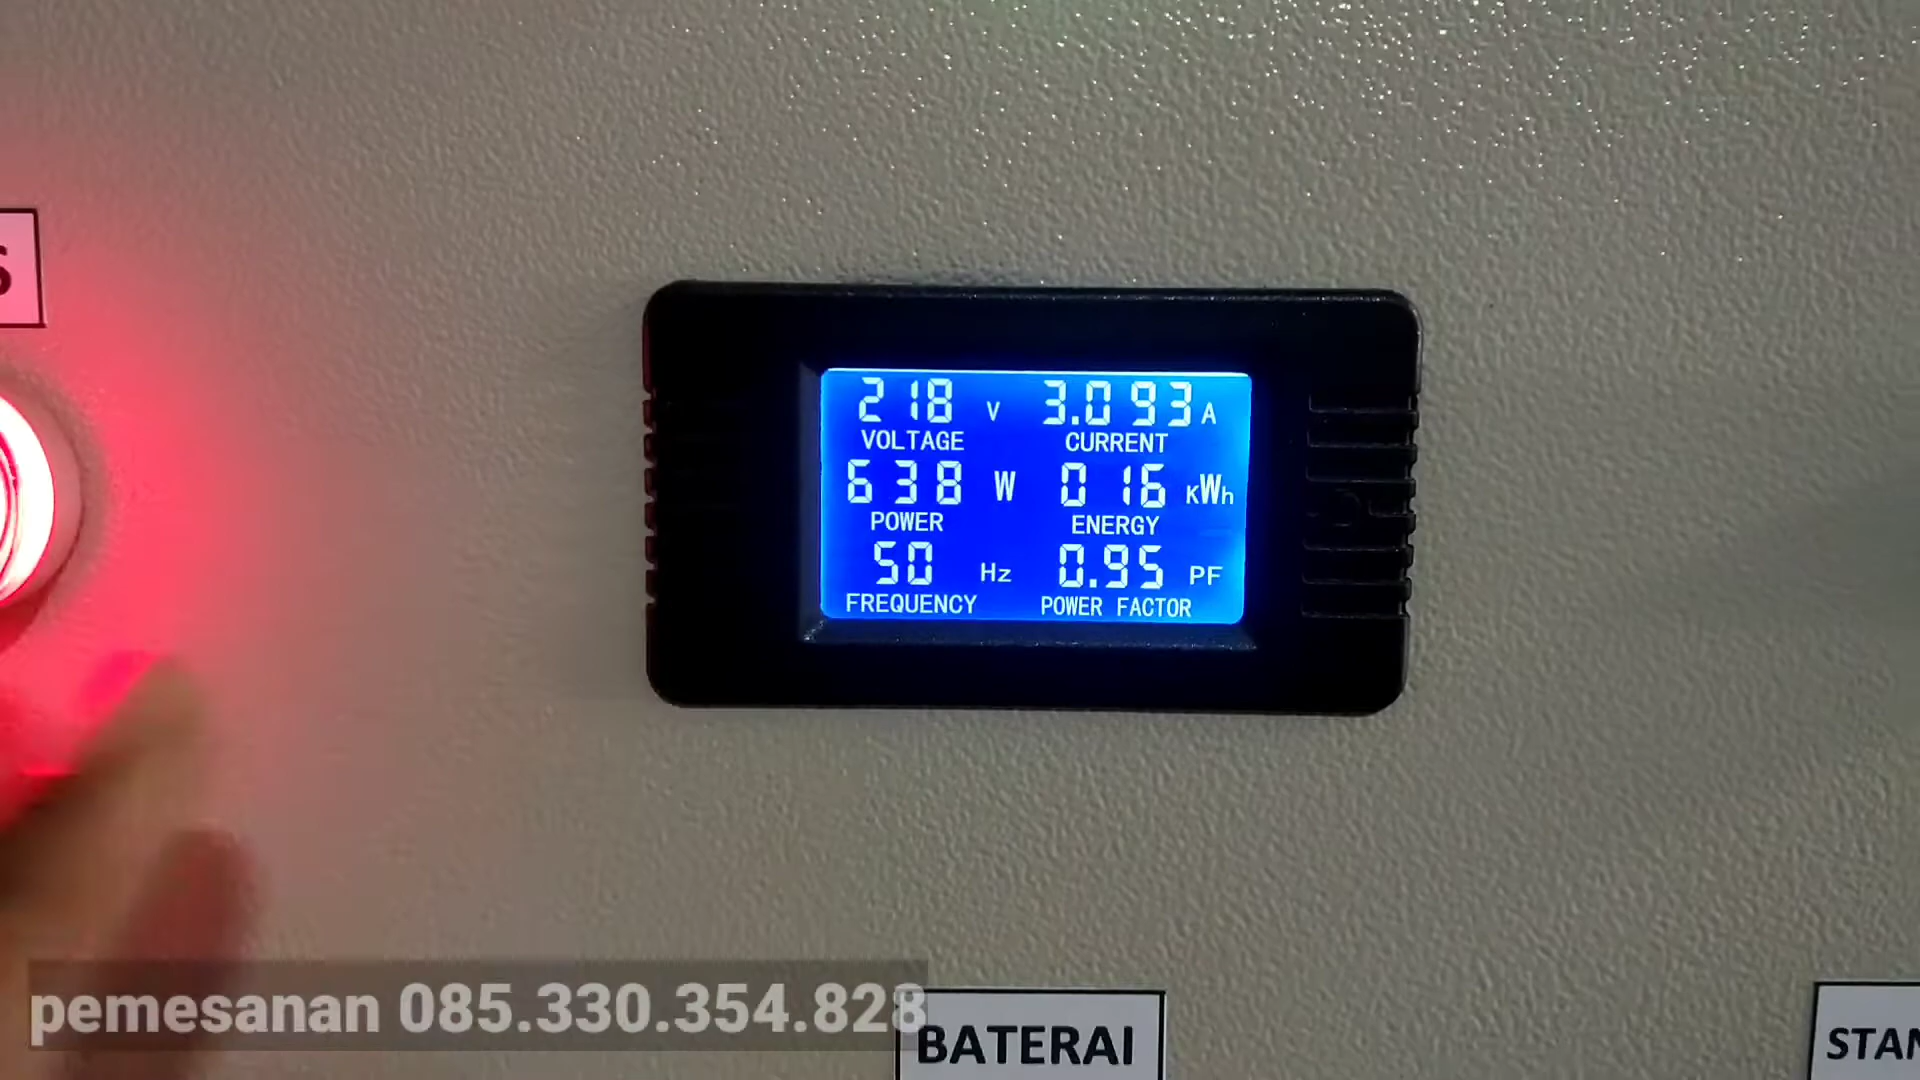 218 V 3.093 A
VOLTAGE CURRENT
638 W 016 KWh
POWER ENERGY
50 Hz 0.95 PF
FREQUENCY POWER FACTOR
pemesanan 085.330.354.828
BATERAI
STAN